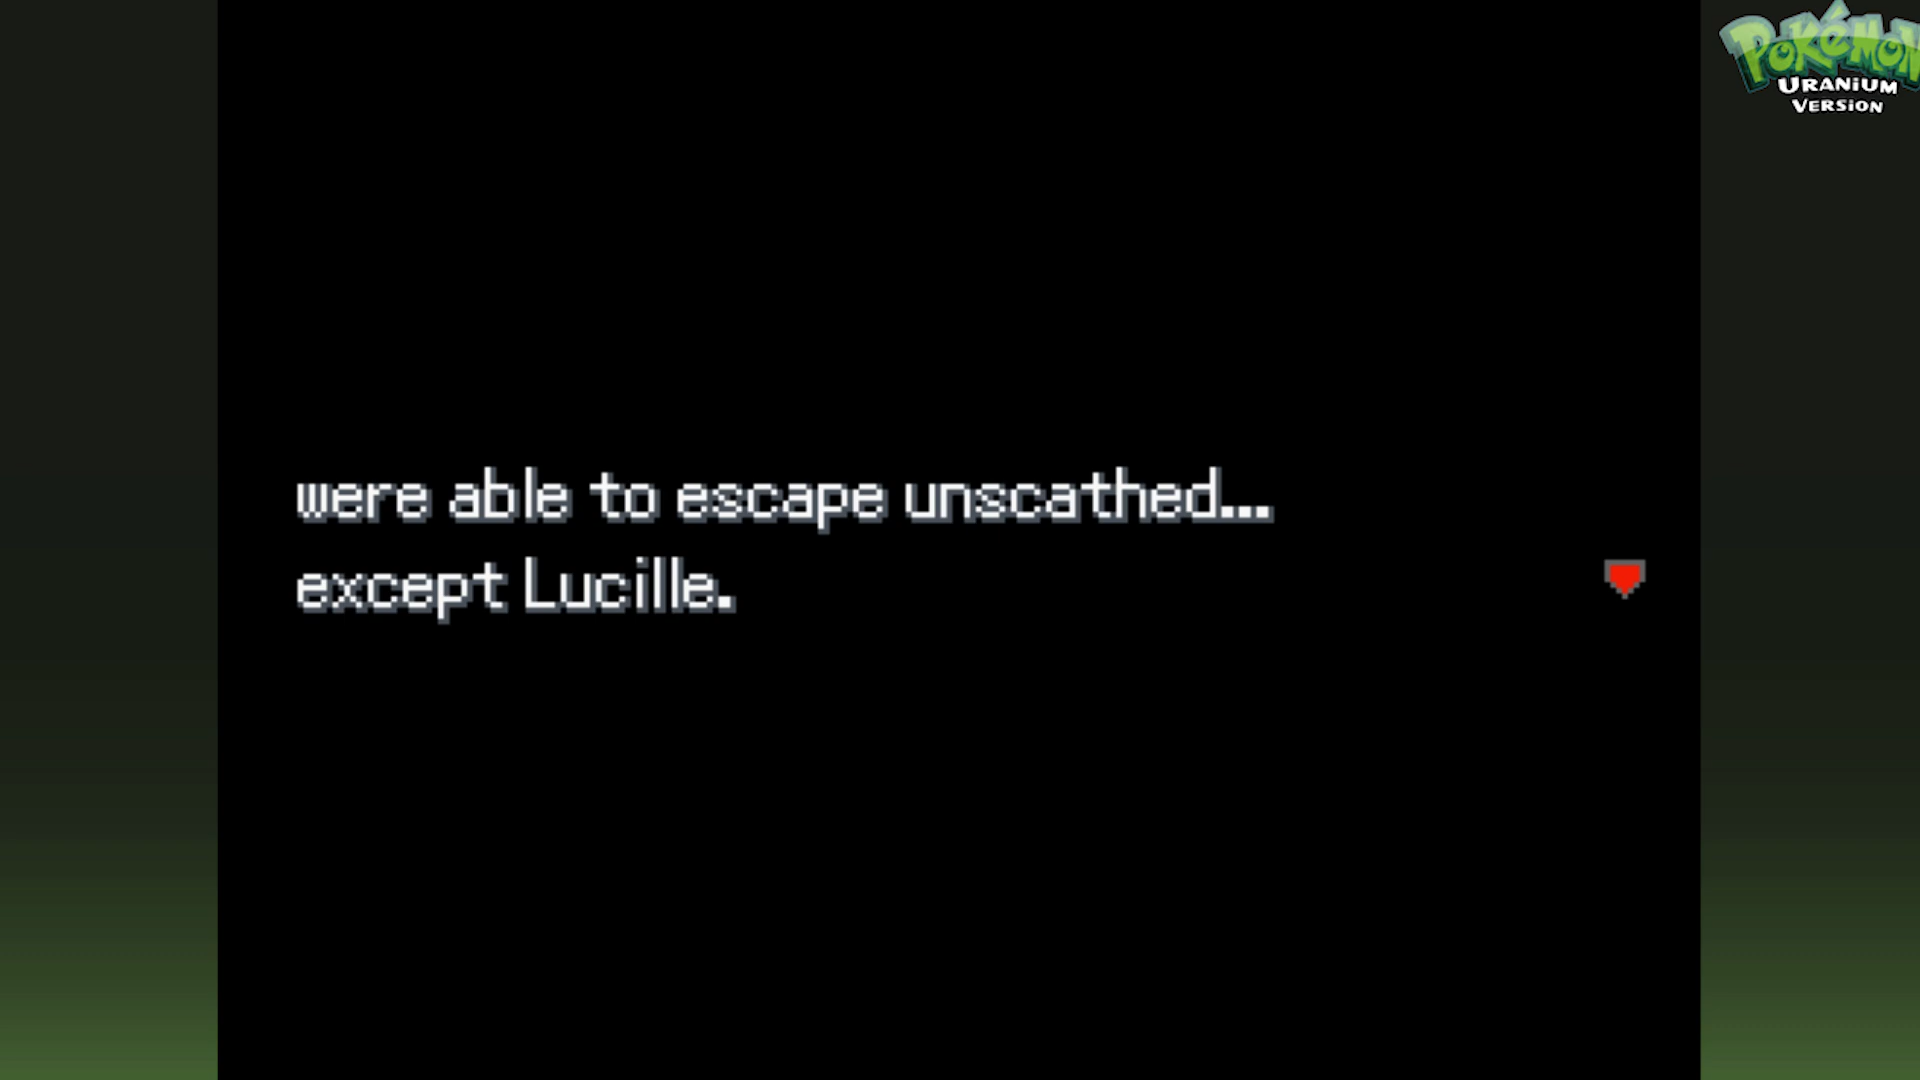 POKéMON
URANiUM
VERSiON
were able to escape unscathed...
except Lucille.